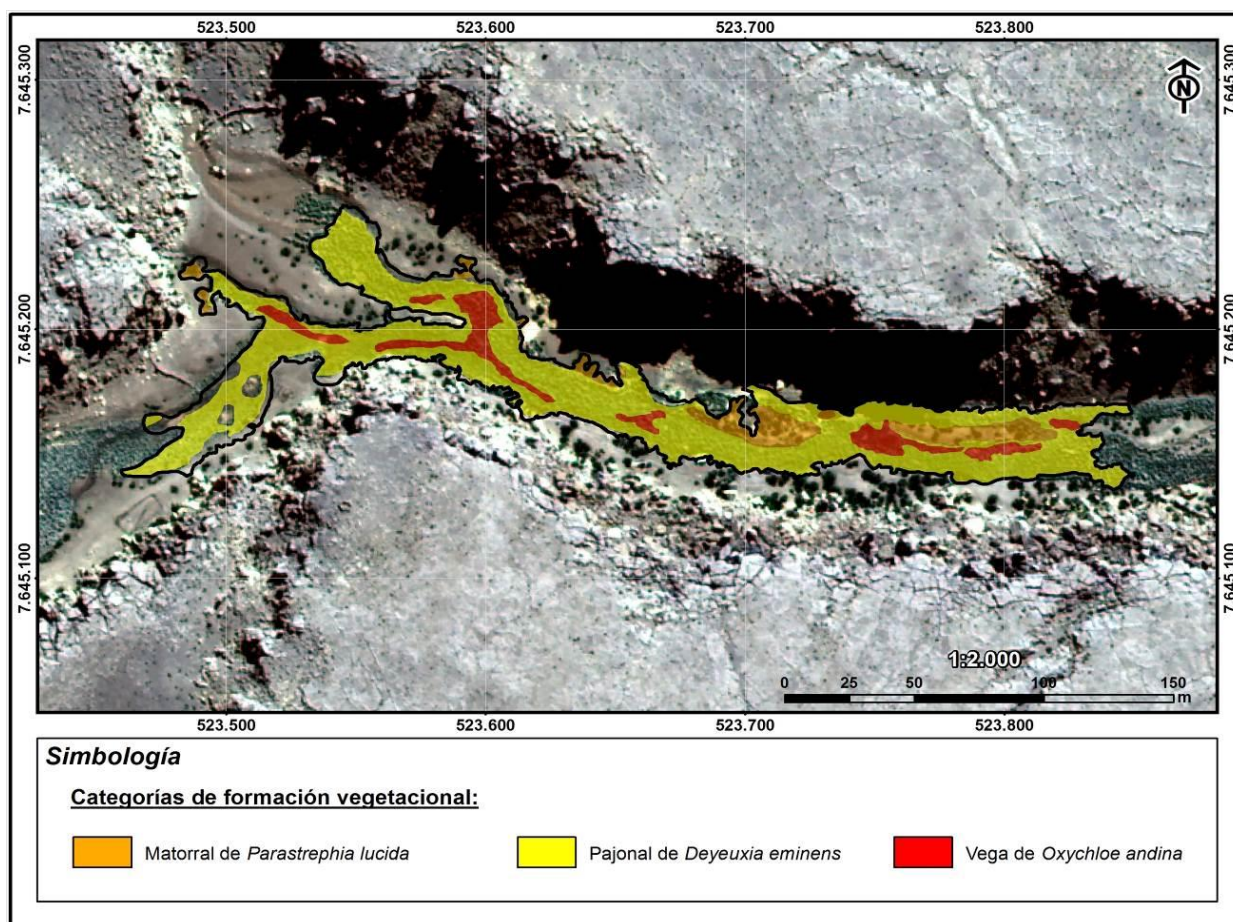 523.500 523.600 523.700 523.800
7.645.300 7.645.300
N
7.645.200 7.645.200
7.645.100 7.645.100
1:2.000
0 25 50 100 150
m
523.500 523.600 523.700 523.800
Simbología
Categorías de formación vegetacional:
Matorral de Parastrephia lucida Pajonal de Deyeuxia eminens Vega de Oxychloe andina